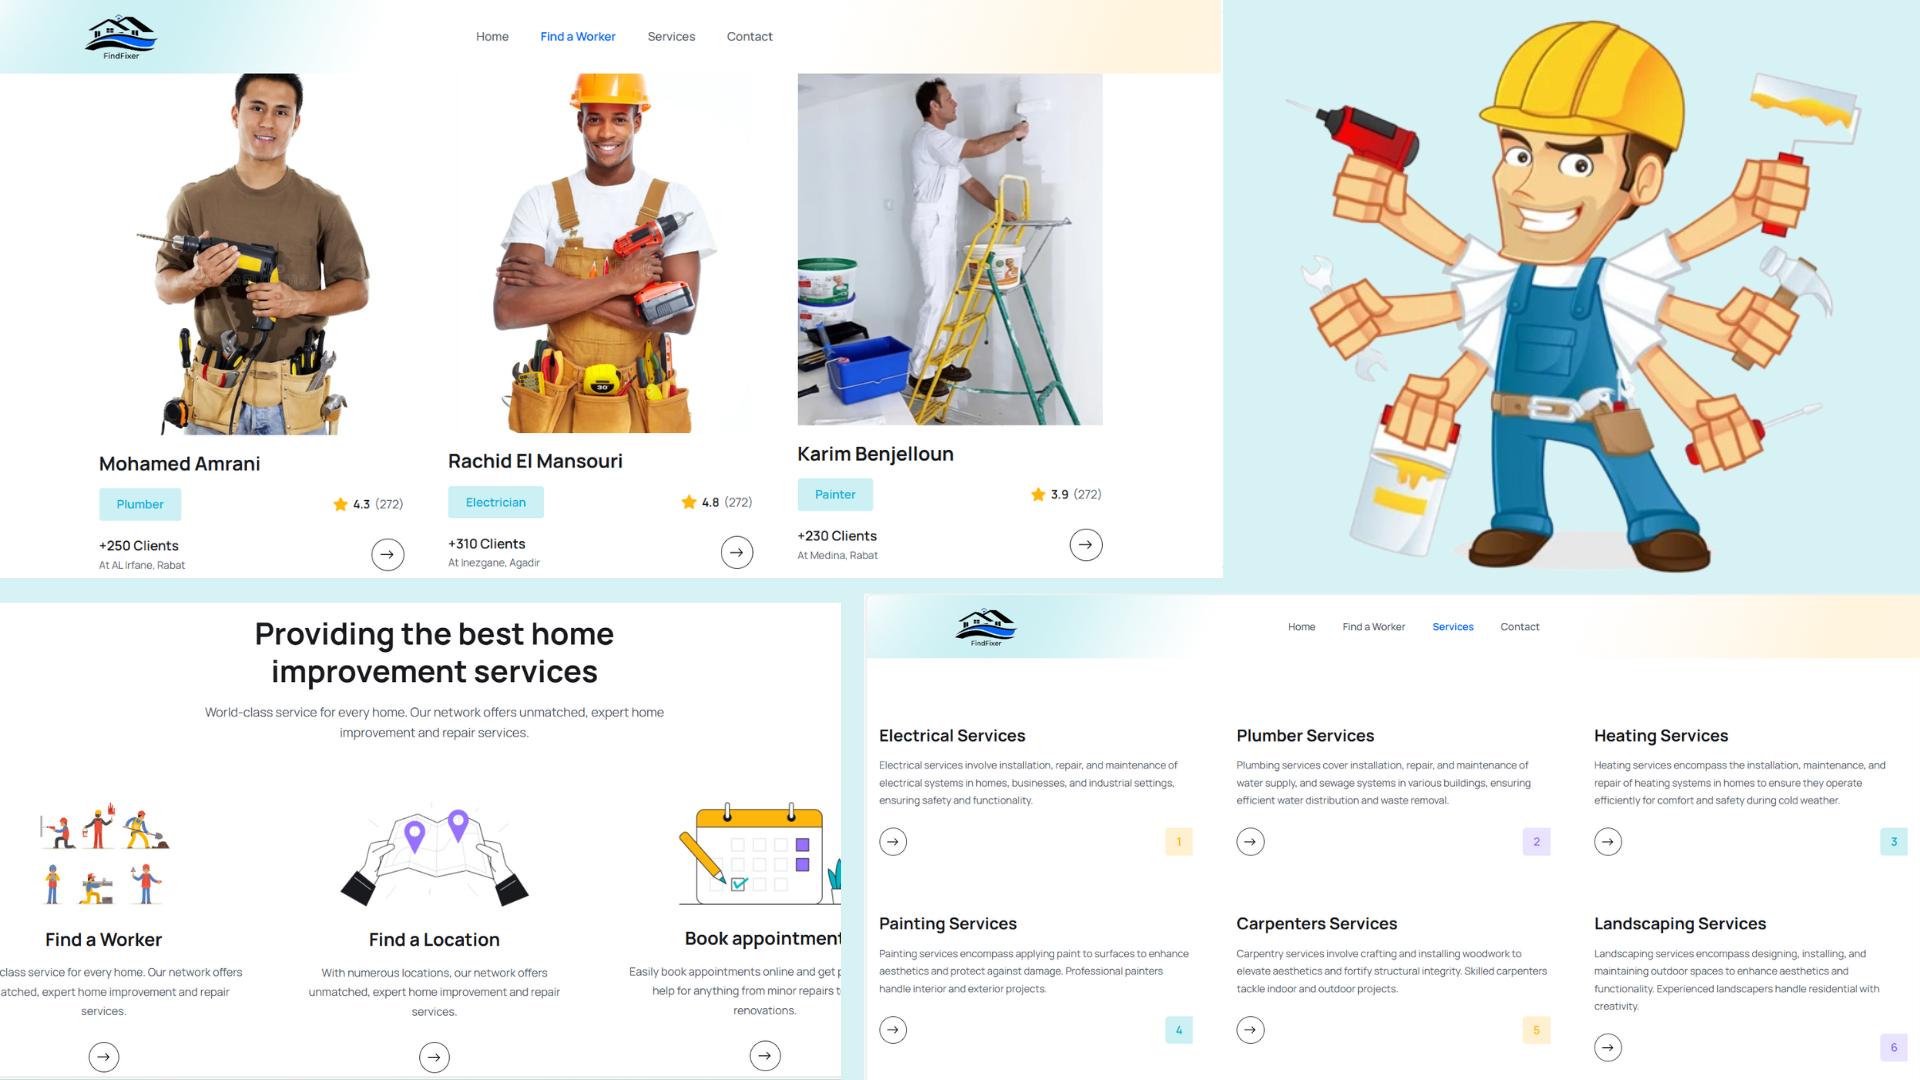 FindFixer
Home Find a Worker Services Contact
Mohamed Amrani
Plumber
4.3 (272)
+250 Clients
At AL Irfane, Rabat
Rachid El Mansouri
Electrician
4.8 (272)
+310 Clients
At Inezgane, Agadir
Karim Benjelloun
Painter
3.9 (272)
+230 Clients
At Medina, Rabat
Providing the best home
improvement services
World-class service for every home. Our network offers unmatched, expert home
improvement and repair services.
Find a Worker
class service for every home. Our network offers
atched, expert home improvement and repair
services.
Find a Location
With numerous locations, our network offers
unmatched, expert home improvement and repair
services.
Book appointment
Easily book appointments online and get p
help for anything from minor repairs t
renovations.
FindFixer
Home Find a Worker Services Contact
Electrical Services
Electrical services involve installation, repair, and maintenance of
electrical systems in homes, businesses, and industrial settings,
ensuring safety and functionality.
1
Plumber Services
Plumbing services cover installation, repair, and maintenance of
water supply, and sewage systems in various buildings, ensuring
efficient water distribution and waste removal.
2
Heating Services
Heating services encompass the installation, maintenance, and
repair of heating systems in homes to ensure they operate
efficiently for comfort and safety during cold weather.
3
Painting Services
Painting services encompass applying paint to surfaces to enhance
aesthetics and protect against damage. Professional painters
handle interior and exterior projects.
4
Carpenters Services
Carpentry services involve crafting and installing woodwork to
elevate aesthetics and fortify structural integrity. Skilled carpenters
tackle indoor and outdoor projects.
5
Landscaping Services
Landscaping services encompass designing, installing, and
maintaining outdoor spaces to enhance aesthetics and
functionality. Experienced landscapers handle residential with
creativity.
6